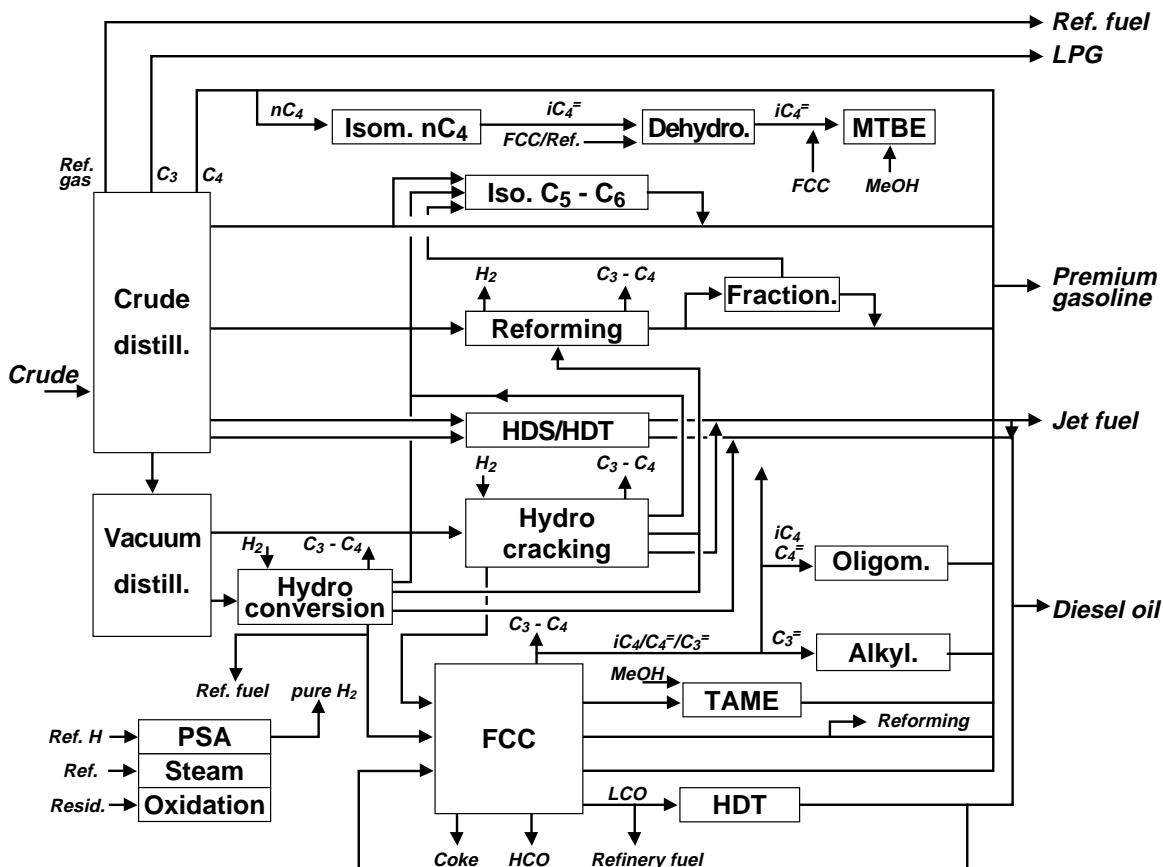 Ref. fuel
LPG
nC4
Isom. nC4
iC4=
FCC/Ref.
Dehydro.
iC4=
MTBE
FCC
MeOH
Ref.
gas
C3
C4
Iso. C5 - C6
Crude
distill.
Crude
H2
C3 - C4
Reforming
Fraction.
Premium
gasoline
HDS/HDT
Jet fuel
H2
C3 - C4
Hydro
cracking
Vacuum
distill.
H2
C3 - C4
Hydro
conversion
iC4
C4=
Oligom.
Diesel oil
C3 - C4
iC4/C4=/C3=
C3=
Alkyl.
Ref. fuel
pure H2
MeOH
TAME
Reforming
FCC
Ref. H
PSA
Ref.
Steam
Resid.
Oxidation
LCO
HDT
Coke
HCO
Refinery fuel